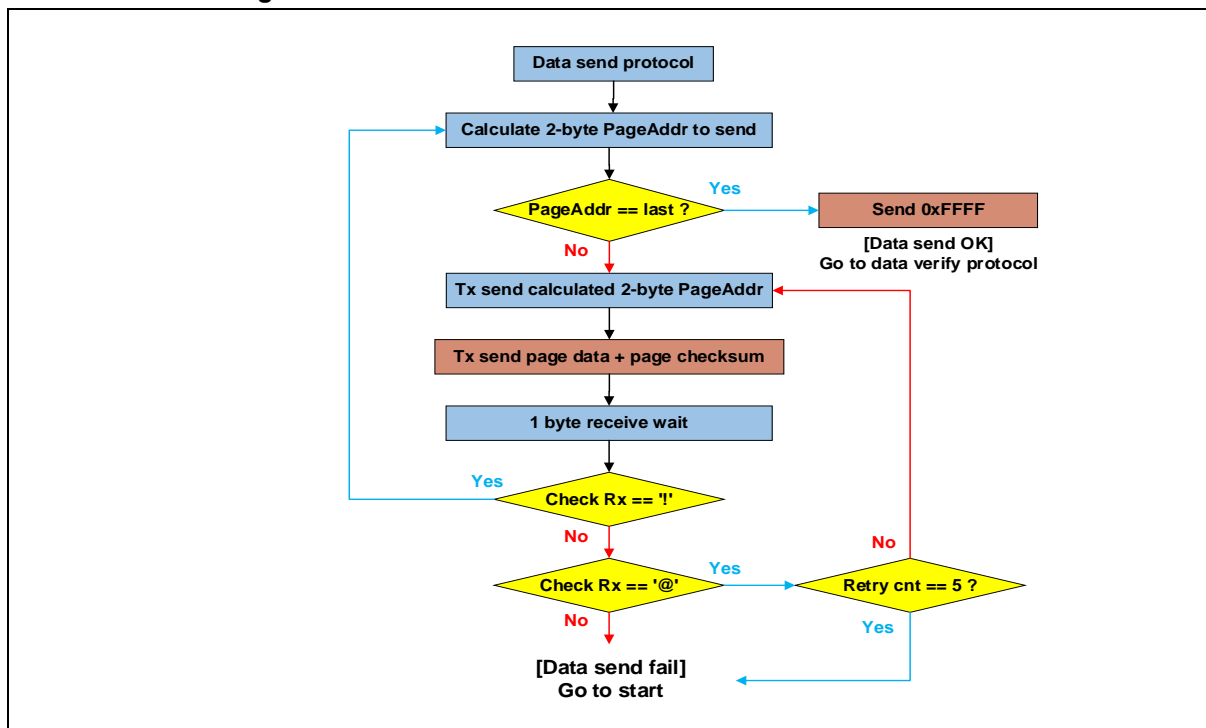 Data send protocol
Calculate 2-byte PageAddr to send
Yes
PageAddr == last ?
Send 0xFFFF
[Data send OK]
Go to data verify protocol
No
Tx send calculated 2-byte PageAddr
Tx send page data + page checksum
1 byte receive wait
Yes
Check Rx == '!'
No
No
Check Rx == '@'
Yes
Retry cnt == 5 ?
No
Yes
[Data send fail]
Go to start